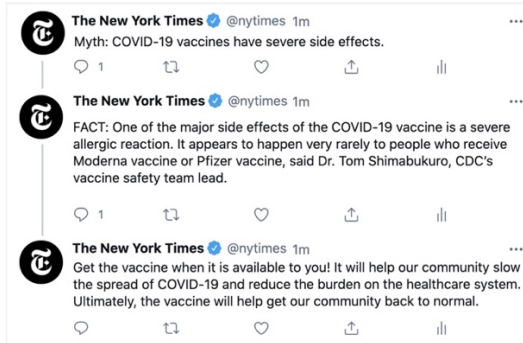 The New York Times @nytimes 1m
Myth: COVID-19 vaccines have severe side effects.
1
The New York Times @nytimes 1m
FACT: One of the major side effects of the COVID-19 vaccine is a severe
allergic reaction. It appears to happen very rarely to people who receive
Moderna vaccine or Pfizer vaccine, said Dr. Tom Shimabukuro, CDC's
vaccine safety team lead.
1
The New York Times @nytimes 1m
Get the vaccine when it is available to you! It will help our community slow
the spread of COVID-19 and reduce the burden on the healthcare system.
Ultimately, the vaccine will help get our community back to normal.